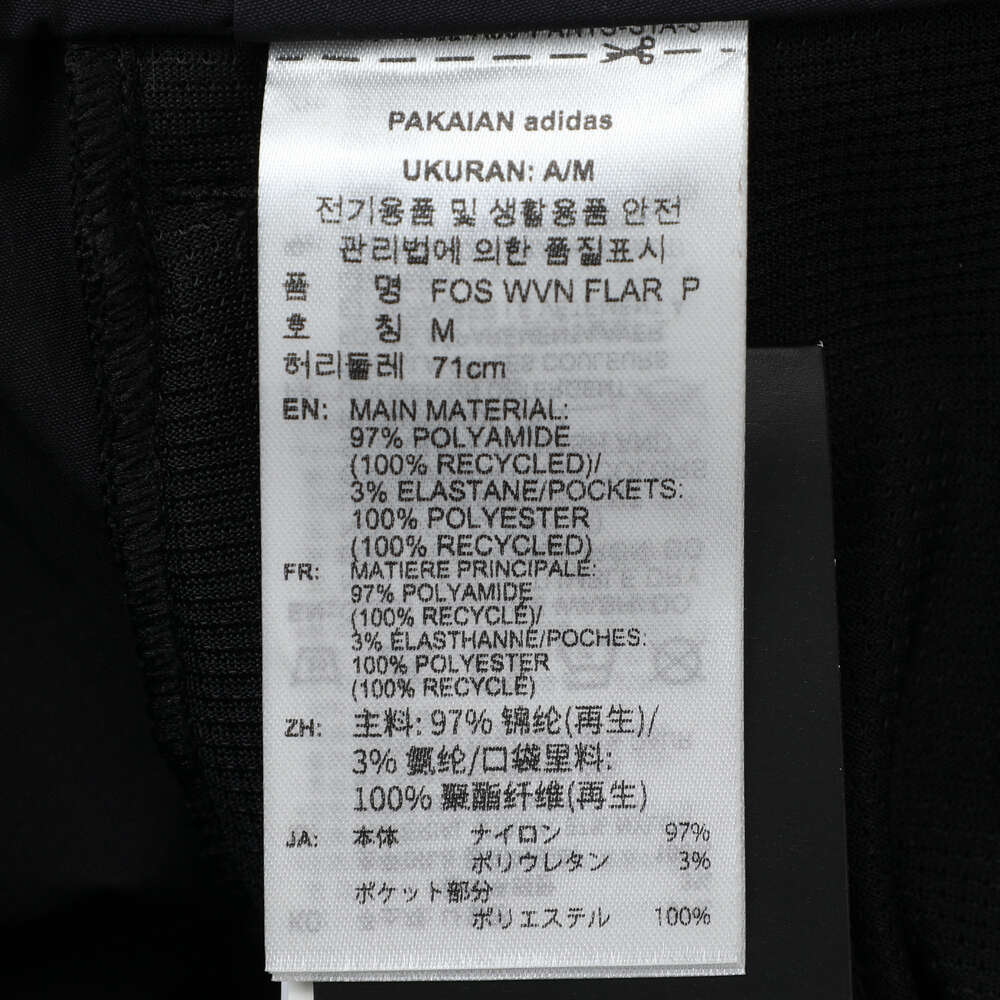 PAKAIAN adidas
UKURAN: A/M
전기용품 및 생활용품 안전
관리법에 의한 품질표시
품 명 FOS WVN FLAR P
호 칭 M
허리둘레 71cm
EN: MAIN MATERIAL:
97% POLYAMIDE
(100% RECYCLED)/
3% ELASTANE/POCKETS:
100% POLYESTER
(100% RECYCLED)
FR: MATIERE PRINCIPALE:
97% POLYAMIDE
(100% RECYCLÉ)/
3% ÉLASTHANNE/POCHES:
100% POLYESTER
(100% RECYCLÉ)
ZH: 主料: 97% 锦纶(再生)/
3% 氨纶/口袋里料:
100% 聚酯纤维(再生)
JA: 本体 ナイロン 97%
ポリウレタン 3%
ポケット部分
ポリエステル 100%